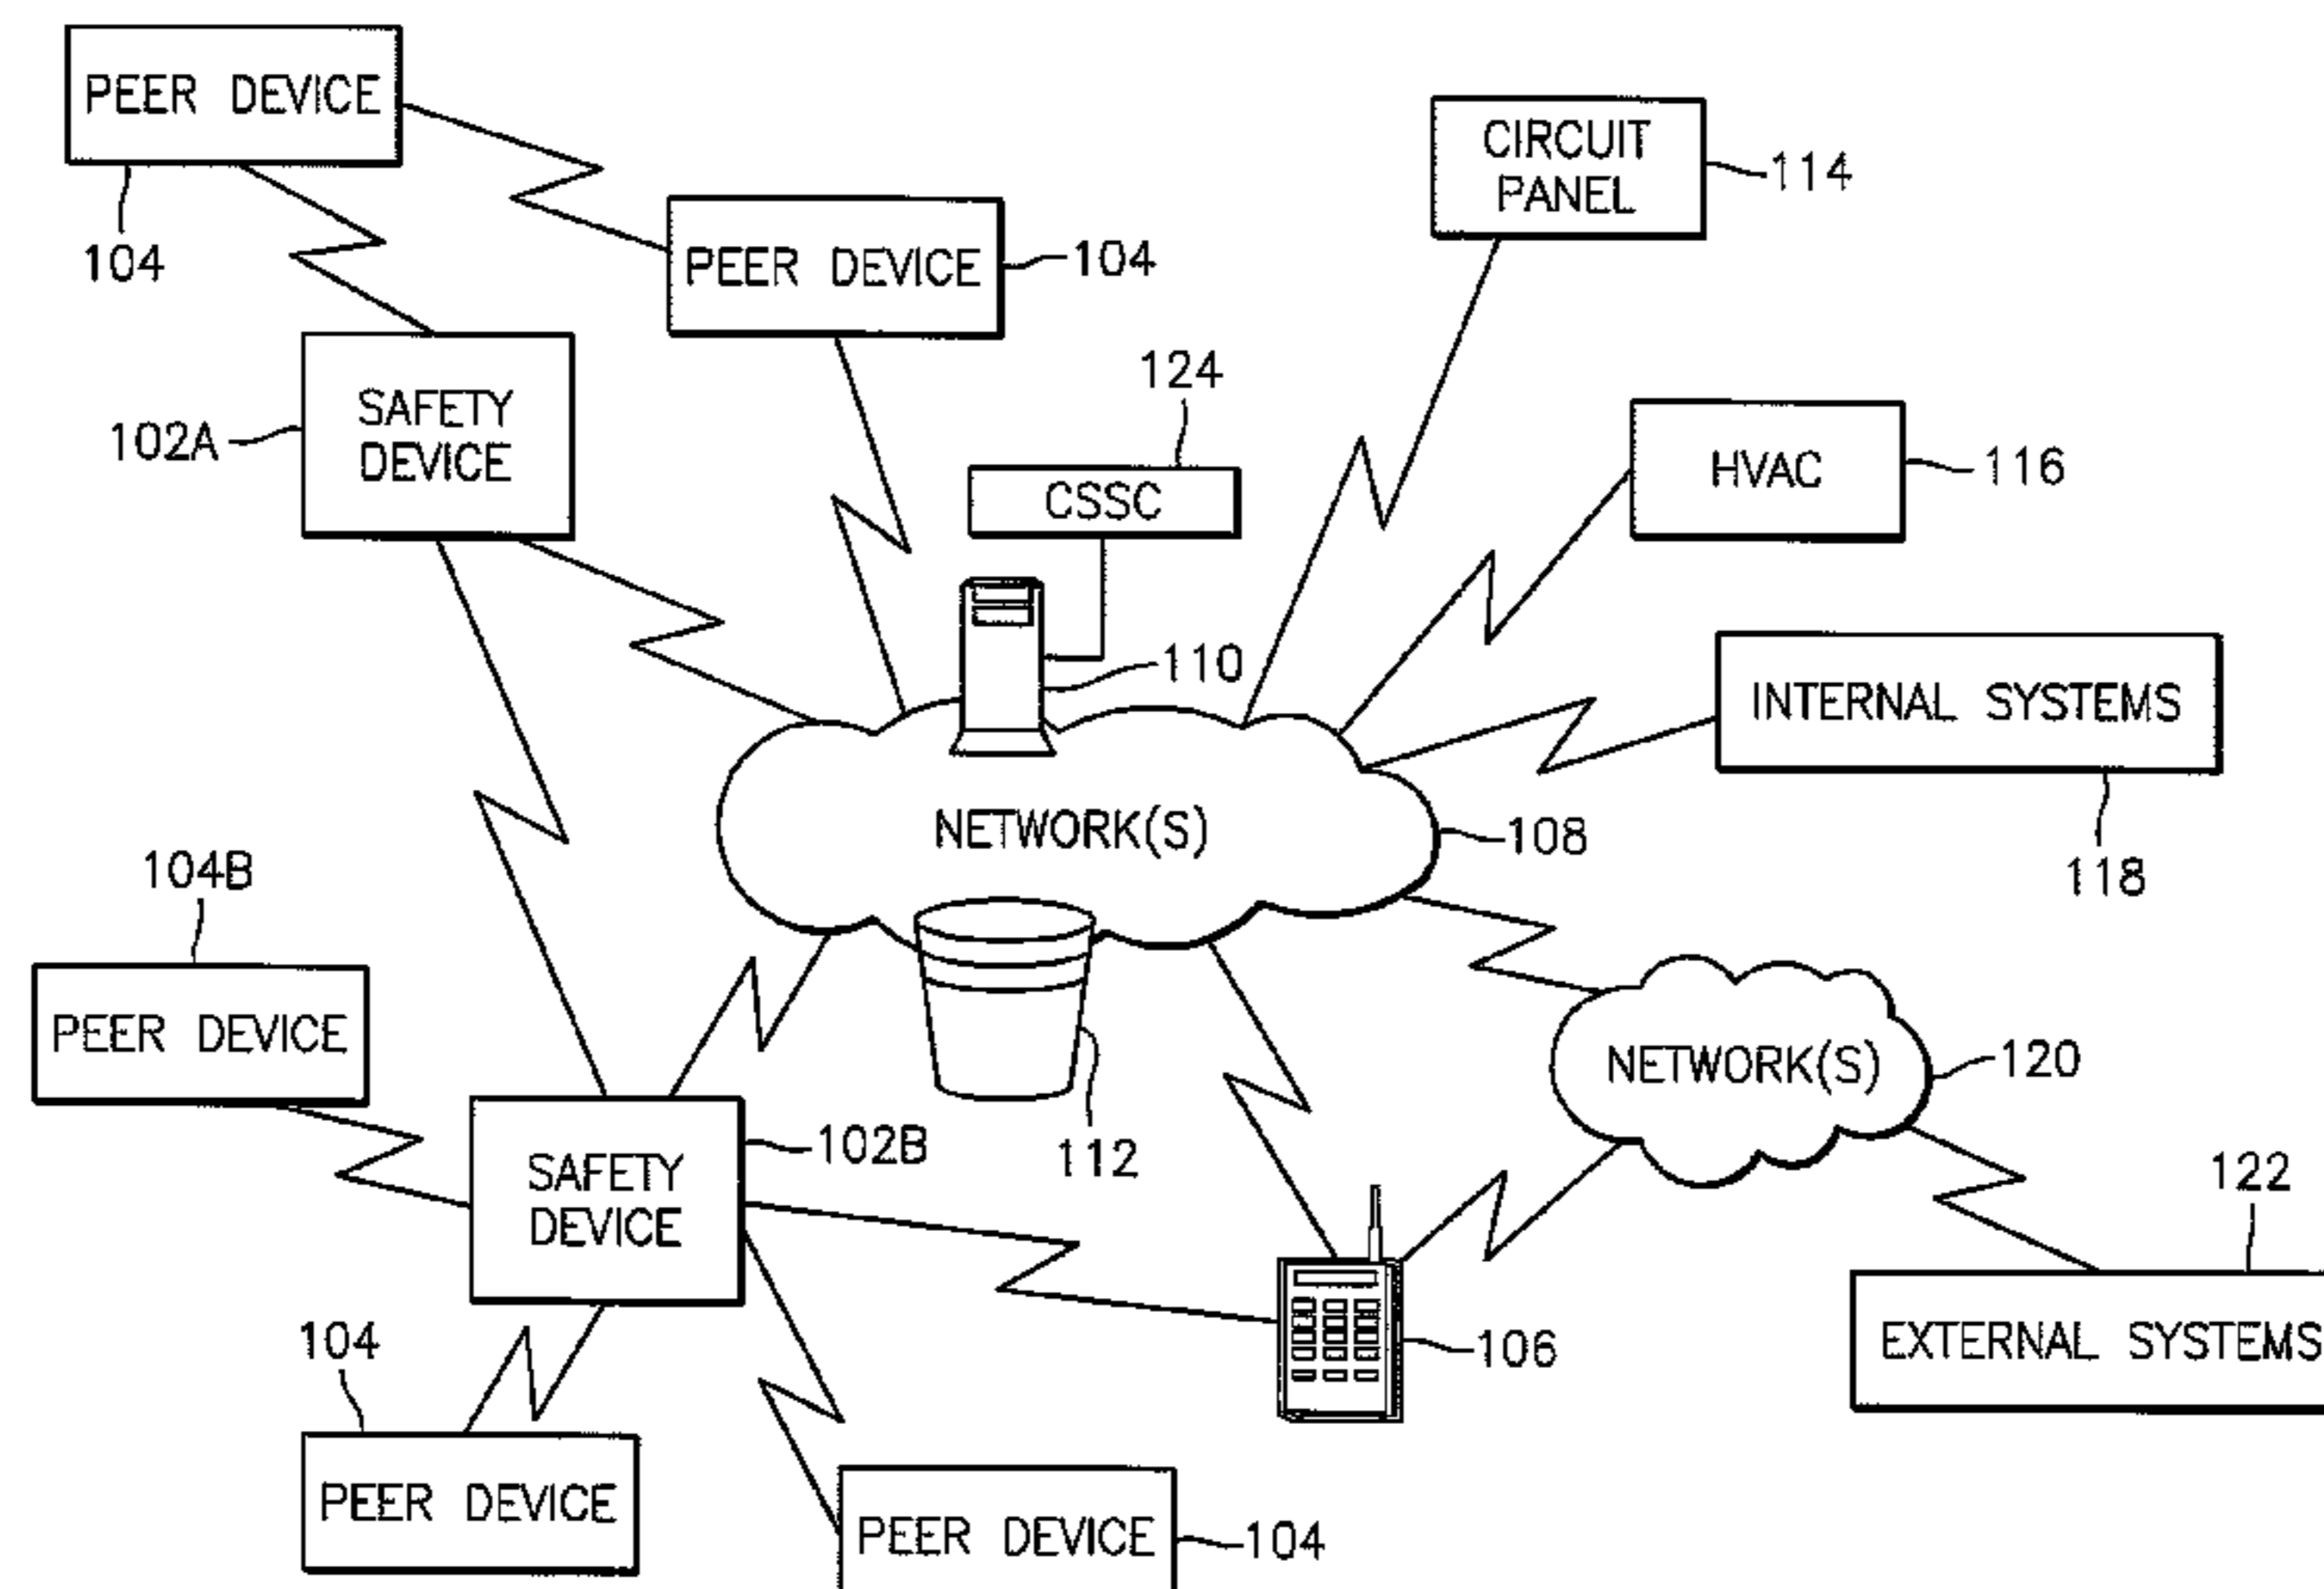 PEER DEVICE
104
PEER DEVICE
104
CIRCUIT
PANEL
114
SAFETY
DEVICE
102A
124
CSSC
HVAC
116
110
INTERNAL SYSTEMS
118
NETWORK(S)
108
104B
PEER DEVICE
NETWORK(S)
120
102B
SAFETY
DEVICE
112
122
EXTERNAL SYSTEMS
106
104
PEER DEVICE
PEER DEVICE
104